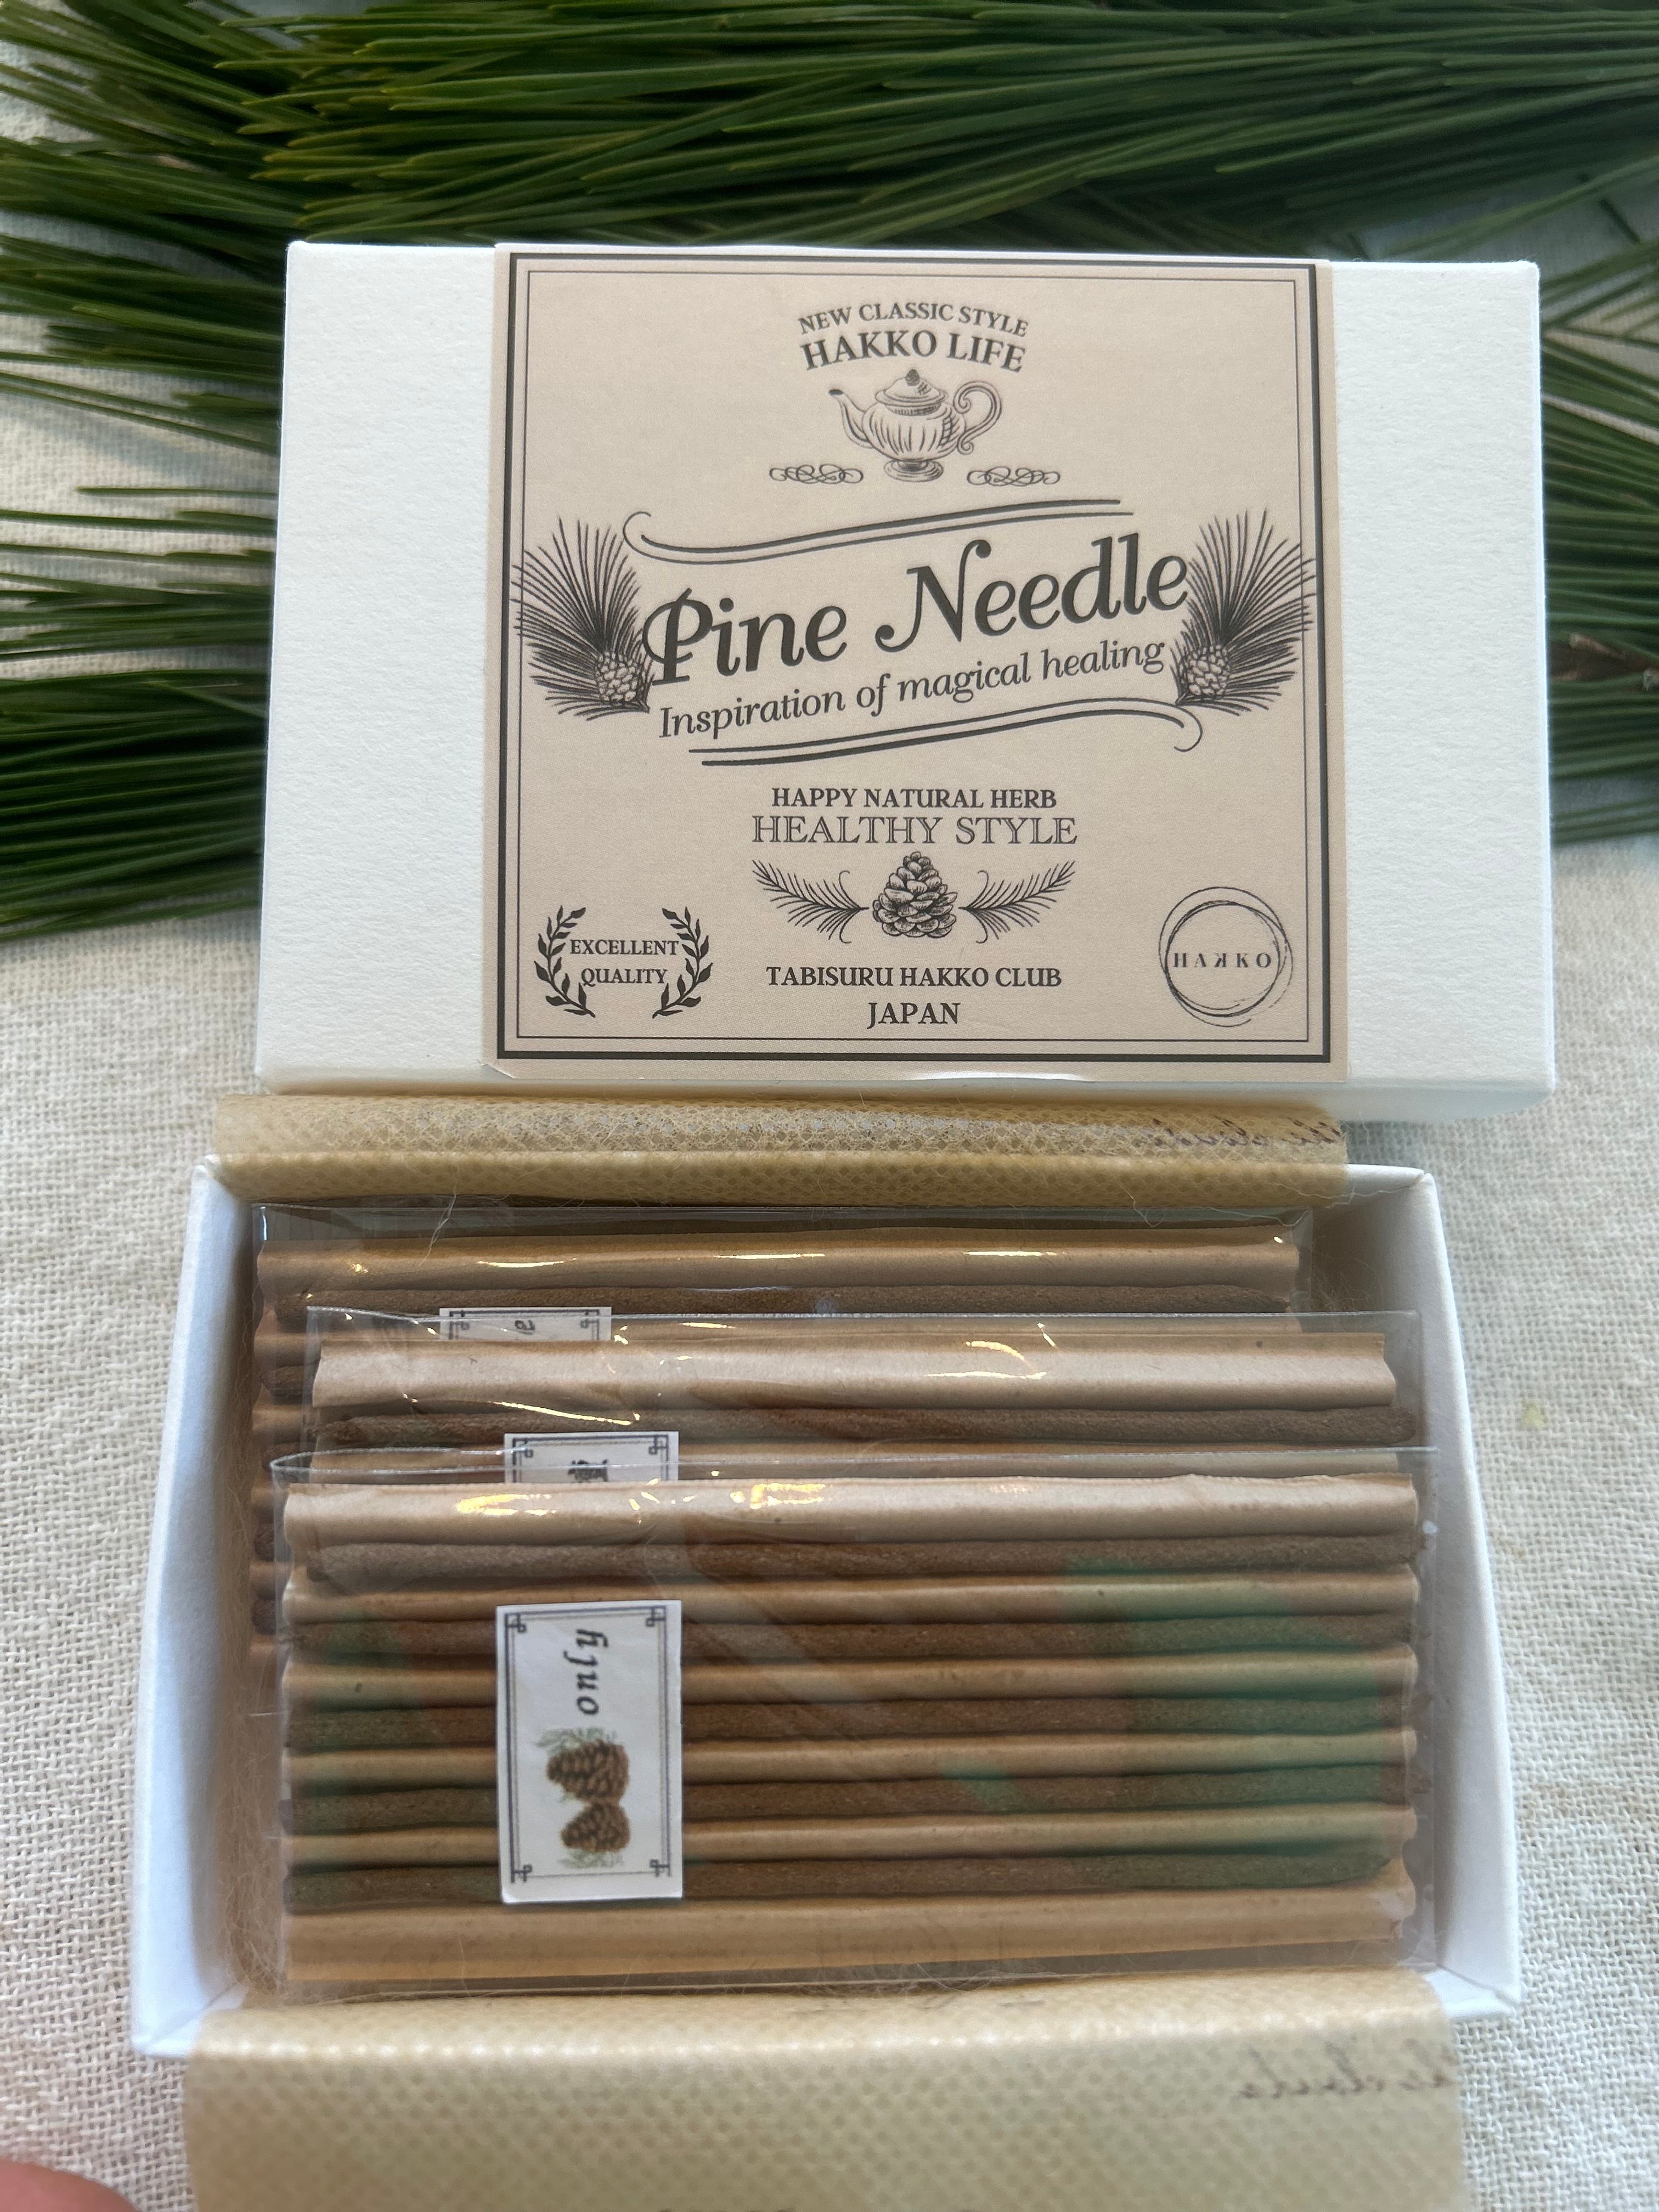 NEW CLASSIC STYLE
HAKKO LIFE
Pine Needle
Inspiration of magical healing
HAPPY NATURAL HERB
HEALTHY STYLE
EXCELLENT
QUALITY
TABISURU HAKKO CLUB
JAPAN
HAKKO
only